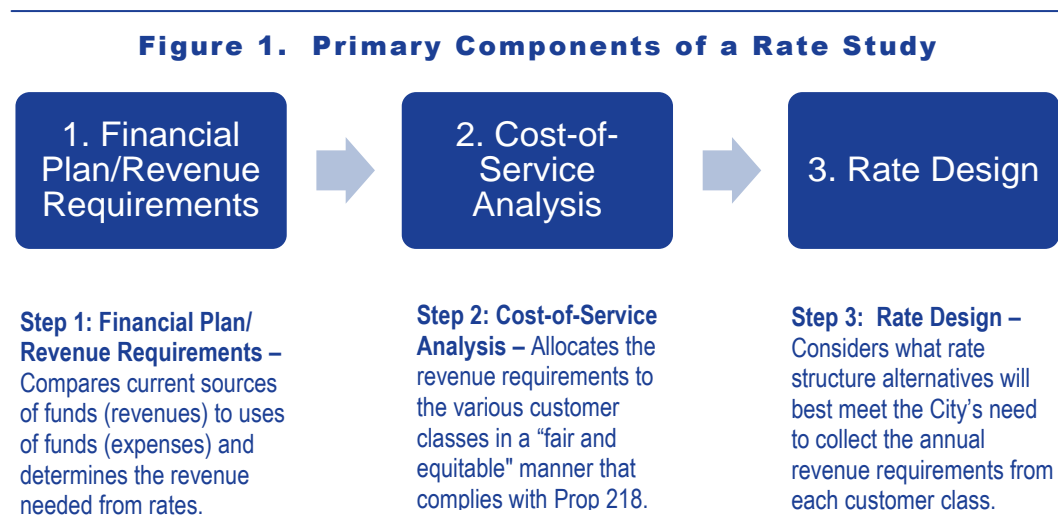 Figure 1. Primary Components of a Rate Study
1. Financial
Plan/Revenue
Requirements
2. Cost-of-
Service
Analysis
3. Rate Design
Step 1: Financial Plan/
Revenue Requirements –
Compares current sources
of funds (revenues) to uses
of funds (expenses) and
determines the revenue
needed from rates.
Step 2: Cost-of-Service
Analysis – Allocates the
revenue requirements to
the various customer
classes in a “fair and
equitable" manner that
complies with Prop 218.
Step 3: Rate Design –
Considers what rate
structure alternatives will
best meet the City’s need
to collect the annual
revenue requirements from
each customer class.